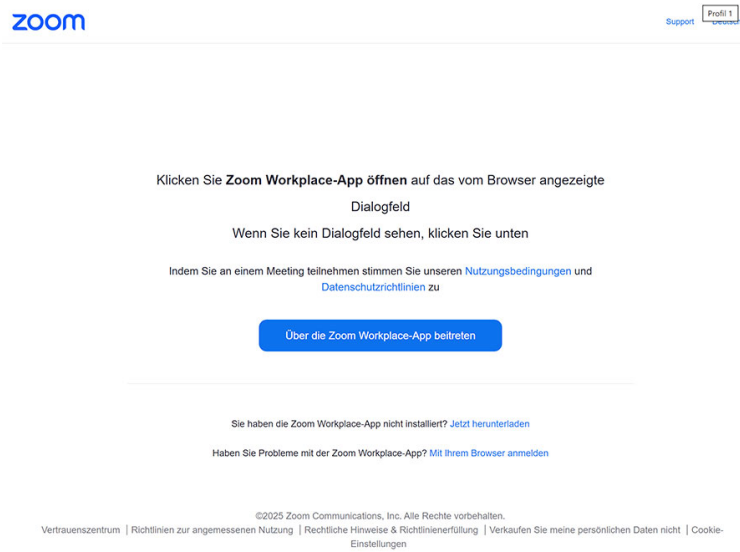 zoom
Support
Profil 1
Klicken Sie Zoom Workplace-App öffnen auf das vom Browser angezeigte
Dialogfeld
Wenn Sie kein Dialogfeld sehen, klicken Sie unten
Indem Sie an einem Meeting teilnehmen stimmen Sie unseren Nutzungsbedingungen und
Datenschutzrichtlinien zu
Über die Zoom Workplace-App beitreten
Sie haben die Zoom Workplace-App nicht installiert? Jetzt herunterladen
Haben Sie Probleme mit der Zoom Workplace-App? Mit Ihrem Browser anmelden
©2025 Zoom Communications, Inc. Alle Rechte vorbehalten.
Vertrauenszentrum | Richtlinien zur angemessenen Nutzung | Rechtliche Hinweise & Richtlinienerfüllung | Verkaufen Sie meine persönlichen Daten nicht | Cookie-
Einstellungen